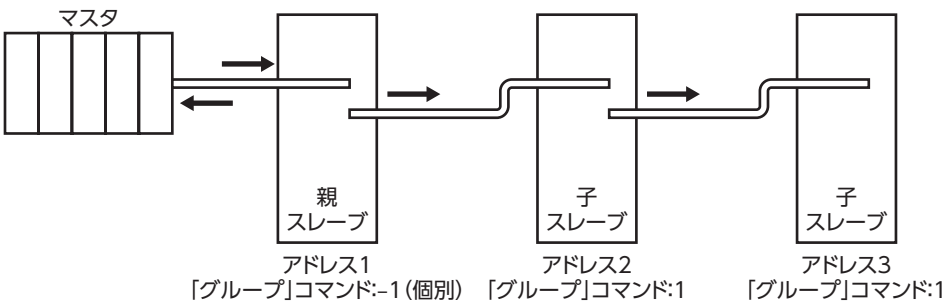 マスタ
親
スレーブ
子
スレーブ
子
スレーブ
アドレス1
「グループ」コマンド:–1（個別）
アドレス2
「グループ」コマンド:1
アドレス3
「グループ」コマンド:1